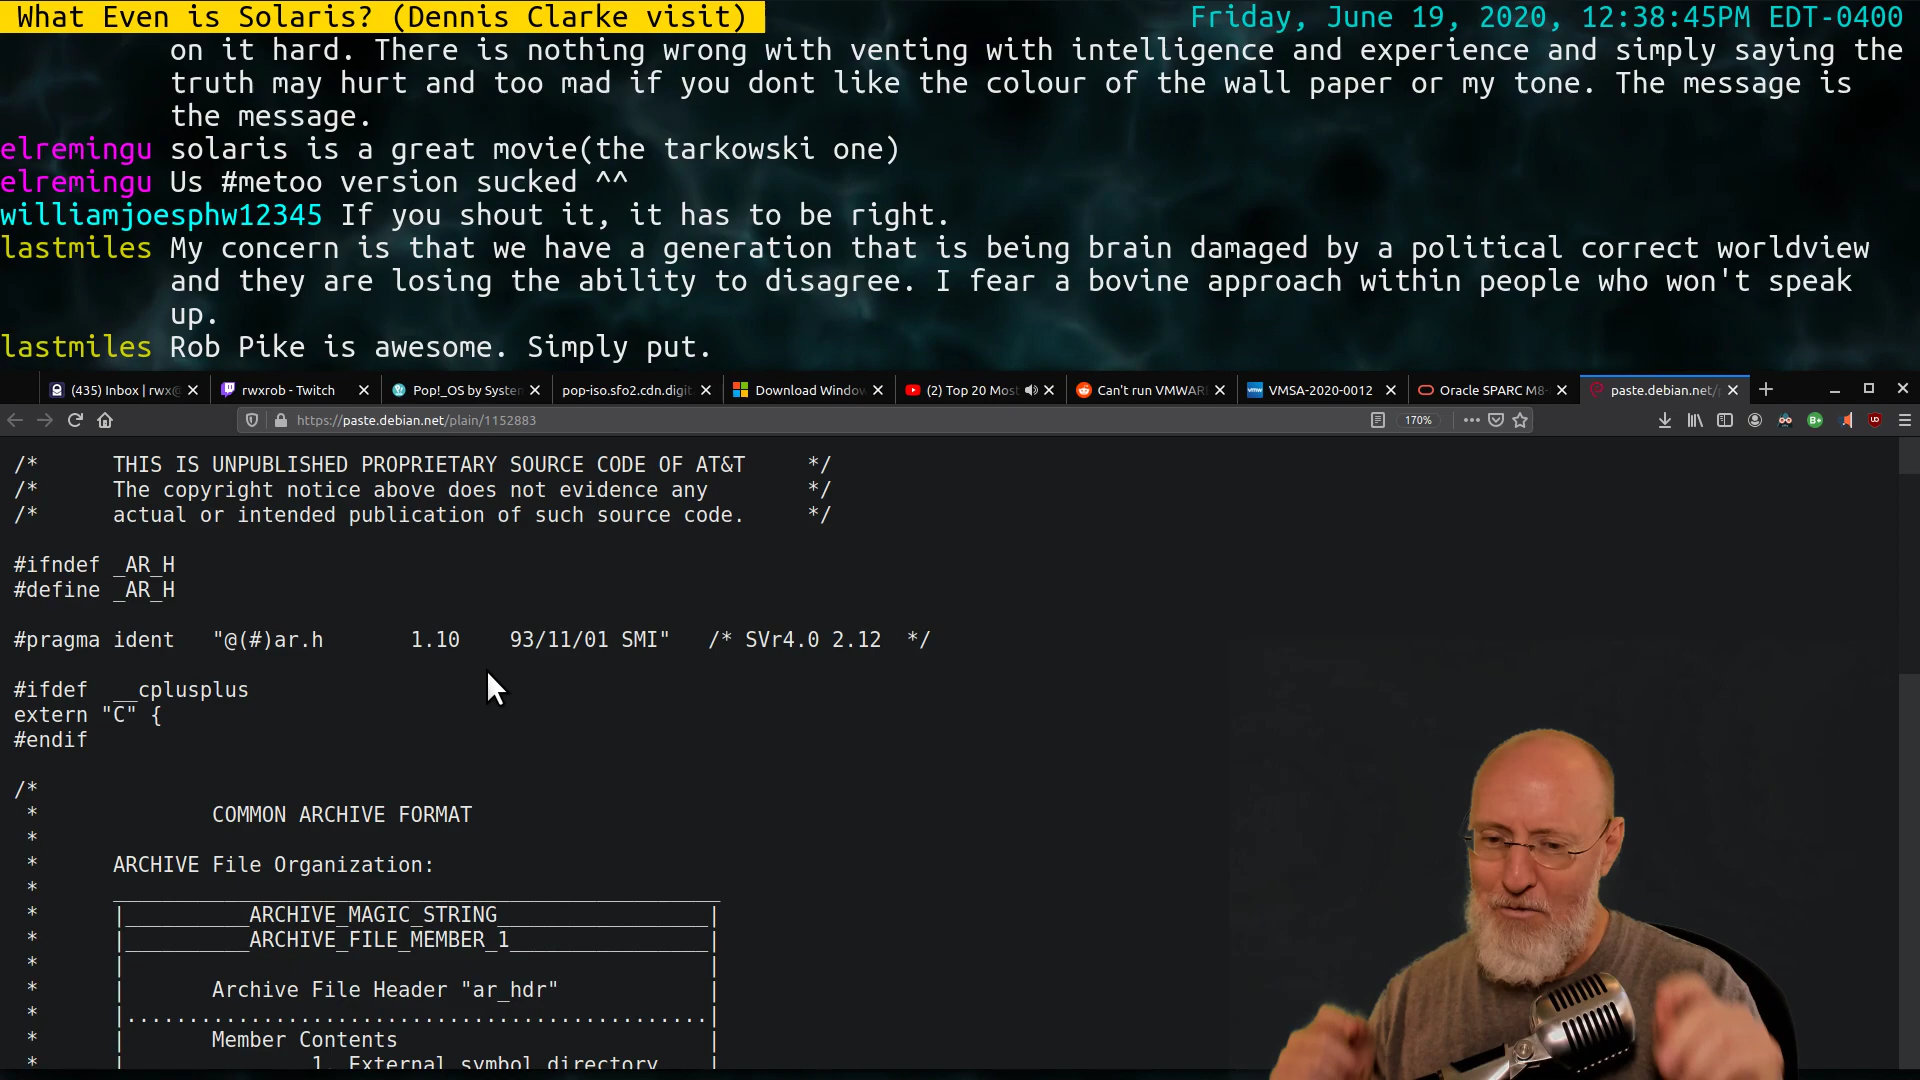 What Even is Solaris? (Dennis Clarke visit) Friday, June 19, 2020, 12:38:45PM EDT-0400
on it hard. There is nothing wrong with venting with intelligence and experience and simply saying the
truth may hurt and too mad if you dont like the colour of the wall paper or my tone. The message is
the message.
elremingu solaris is a great movie(the tarkowski one)
elremingu Us #metoo version sucked ^^
williamjoesphw12345 If you shout it, it has to be right.
lastmiles My concern is that we have a generation that is being brain damaged by a political correct worldview
and they are losing the ability to disagree. I fear a bovine approach within people who won't speak
up.
lastmiles Rob Pike is awesome. Simply put.
(435) Inbox | rwx@ rwxrob - Twitch Pop!_OS by System pop-iso.sfo2.cdn.digit Download Window (2) Top 20 Most Can't run VMWAR VMSA-2020-0012 Oracle SPARC M8- paste.debian.net/
https://paste.debian.net/plain/1152883 170%
/* THIS IS UNPUBLISHED PROPRIETARY SOURCE CODE OF AT&T */
/* The copyright notice above does not evidence any */
/* actual or intended publication of such source code. */
#ifndef _AR_H
#define _AR_H
#pragma ident "@(#)ar.h 1.10 93/11/01 SMI" /* SVr4.0 2.12 */
#ifdef __cplusplus
extern "C" {
#endif
/*
* COMMON ARCHIVE FORMAT
*
* ARCHIVE File Organization:
* _________________________________________________
* |__________ARCHIVE_MAGIC_STRING_________________|
* |__________ARCHIVE_FILE_MEMBER_1________________|
* | |
* | Archive File Header "ar_hdr" |
* |...............................................|
* | Member Contents |
* | 1. External symbol directory |